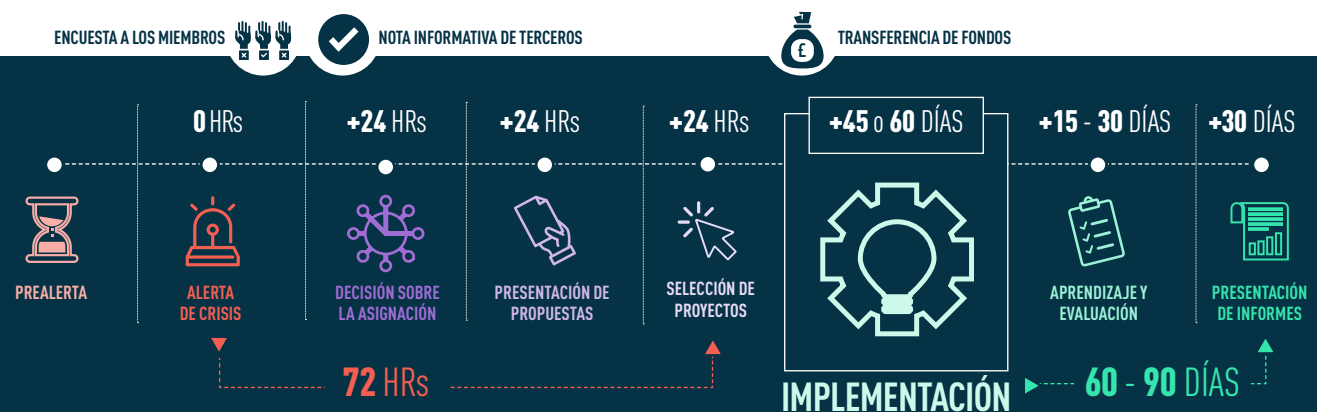 ENCUESTA A LOS MIEMBROS
NOTA INFORMATIVA DE TERCEROS
£
TRANSFERENCIA DE FONDOS
0 HRs
+24 HRs
+24 HRs
+24 HRs
+45 o 60 DÍAS
+15 - 30 DÍAS
+30 DÍAS
PREALERTA
ALERTA
DE CRISIS
DECISIÓN SOBRE
LA ASIGNACIÓN
PRESENTACIÓN DE
PROPUESTAS
SELECCIÓN DE
PROYECTOS
IMPLEMENTACIÓN
APRENDIZAJE Y
EVALUACIÓN
PRESENTACIÓN
DE INFORMES
72 HRs
60 - 90 DÍAS